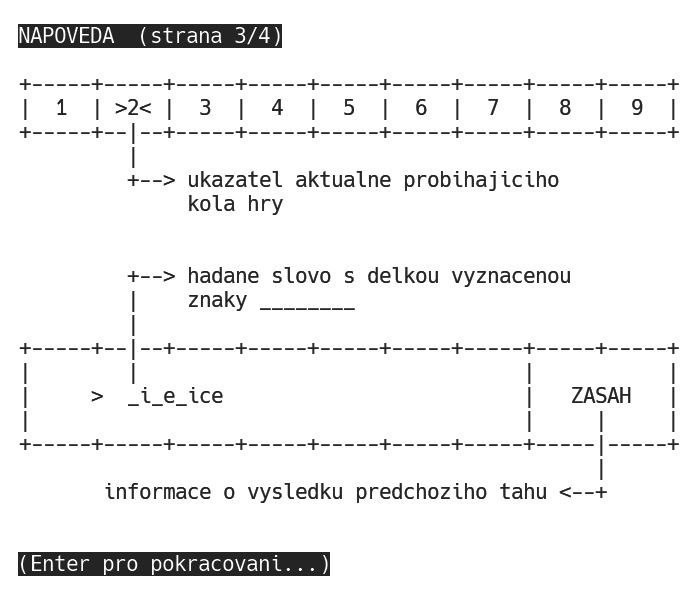 NAPOVEDA  (strana 3/4)
+-----+-----+-----+-----+-----+-----+-----+-----+-----+
|  1  | >2< |  3  |  4  |  5  |  6  |  7  |  8  |  9  |
+-----+--|--+-----+-----+-----+-----+-----+-----+-----+
         |
         +--> ukazatel aktualne probihajiciho
              kola hry
         +--> hadane slovo s delkou vyznacenou
         |    znaky ________
         |
+-----+--|--+-----+-----+-----+-----+-----+-----+-----+
|        |                                |           |
|     >  _i_e_ice                         |   ZASAH   |
|                                         |     |     |
+-----+-----+-----+-----+-----+-----+-----+-----|-----+
                                                |
       informace o vysledku predchoziho tahu <--+
(Enter pro pokracovani...)